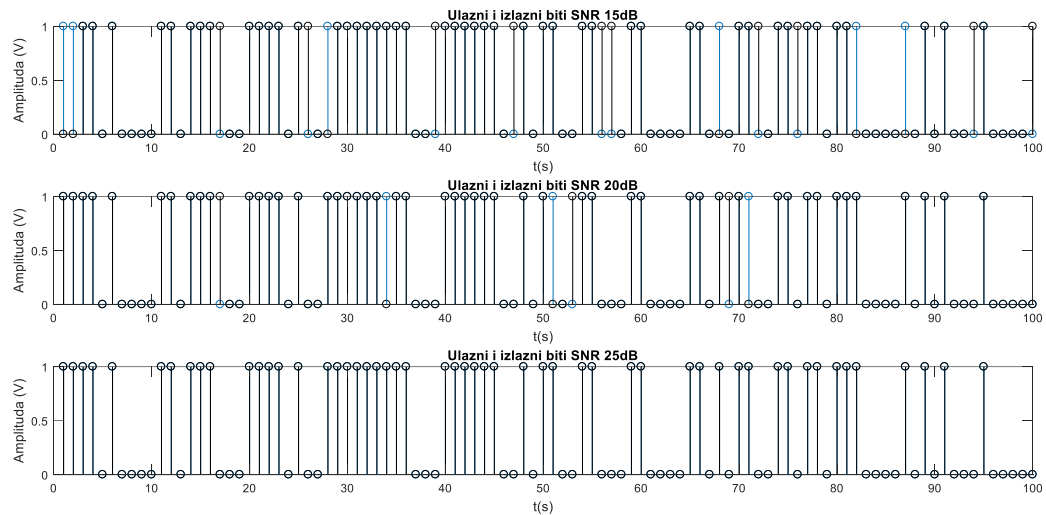 Ulazni i izlazni biti SNR 15dB
1
0.5
0
Amplituda (V)
0 10 20 30 40 50 60 70 80 90 100
t(s)
Ulazni i izlazni biti SNR 20dB
1
0.5
0
Amplituda (V)
0 10 20 30 40 50 60 70 80 90 100
t(s)
Ulazni i izlazni biti SNR 25dB
1
0.5
0
Amplituda (V)
0 10 20 30 40 50 60 70 80 90 100
t(s)